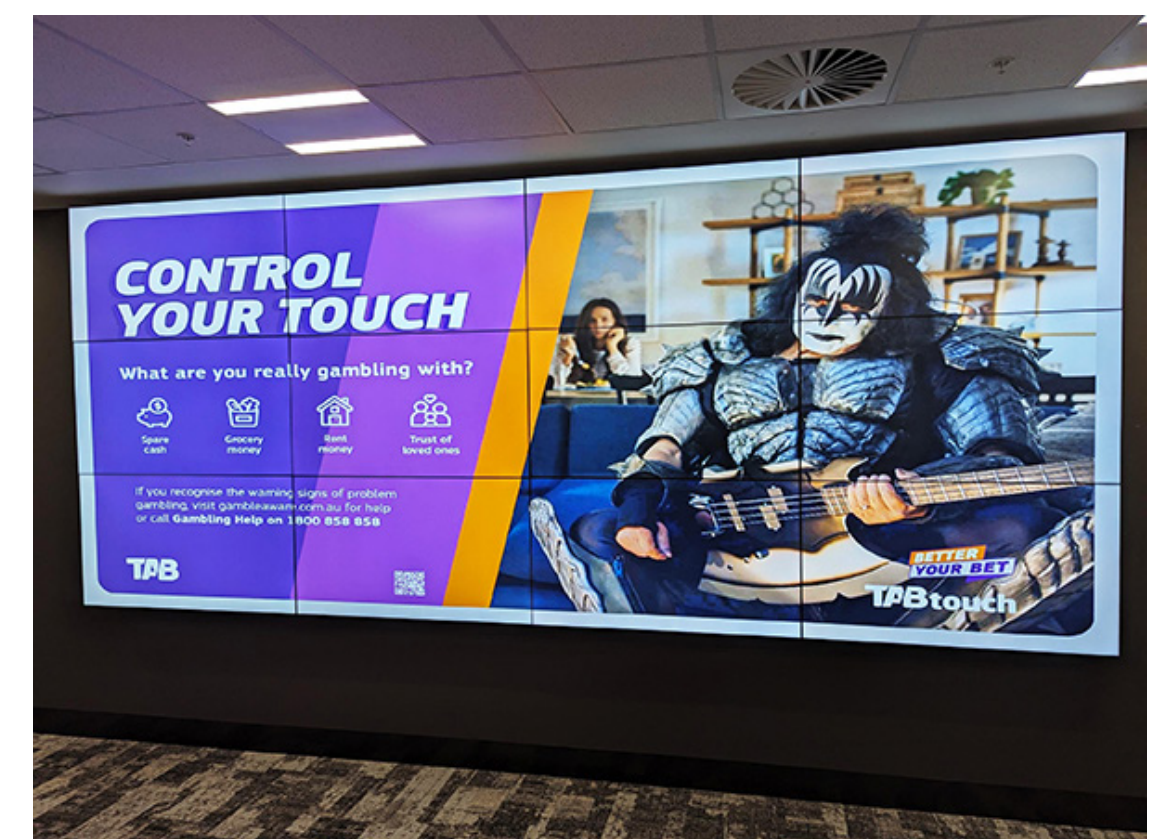 CONTROL
YOUR TOUCH
What are you really gambling with?
Spare
cash
Grocery
money
Rent
money
Trust of
loved ones
If you recognise the warning signs of problem
gambling, visit gambleaware.com.au for help
or call Gambling Help on 1800 858 858
TAB
BETTER
YOUR BET
TABtouch